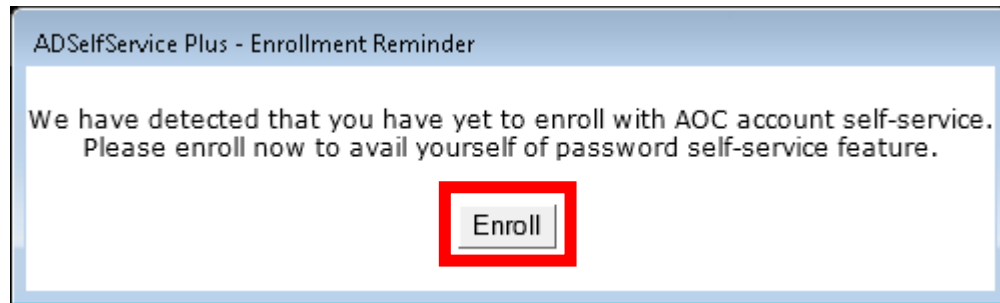 ADSelfService Plus - Enrollment Reminder
We have detected that you have yet to enroll with AOC account self-service.
Please enroll now to avail yourself of password self-service feature.
Enroll